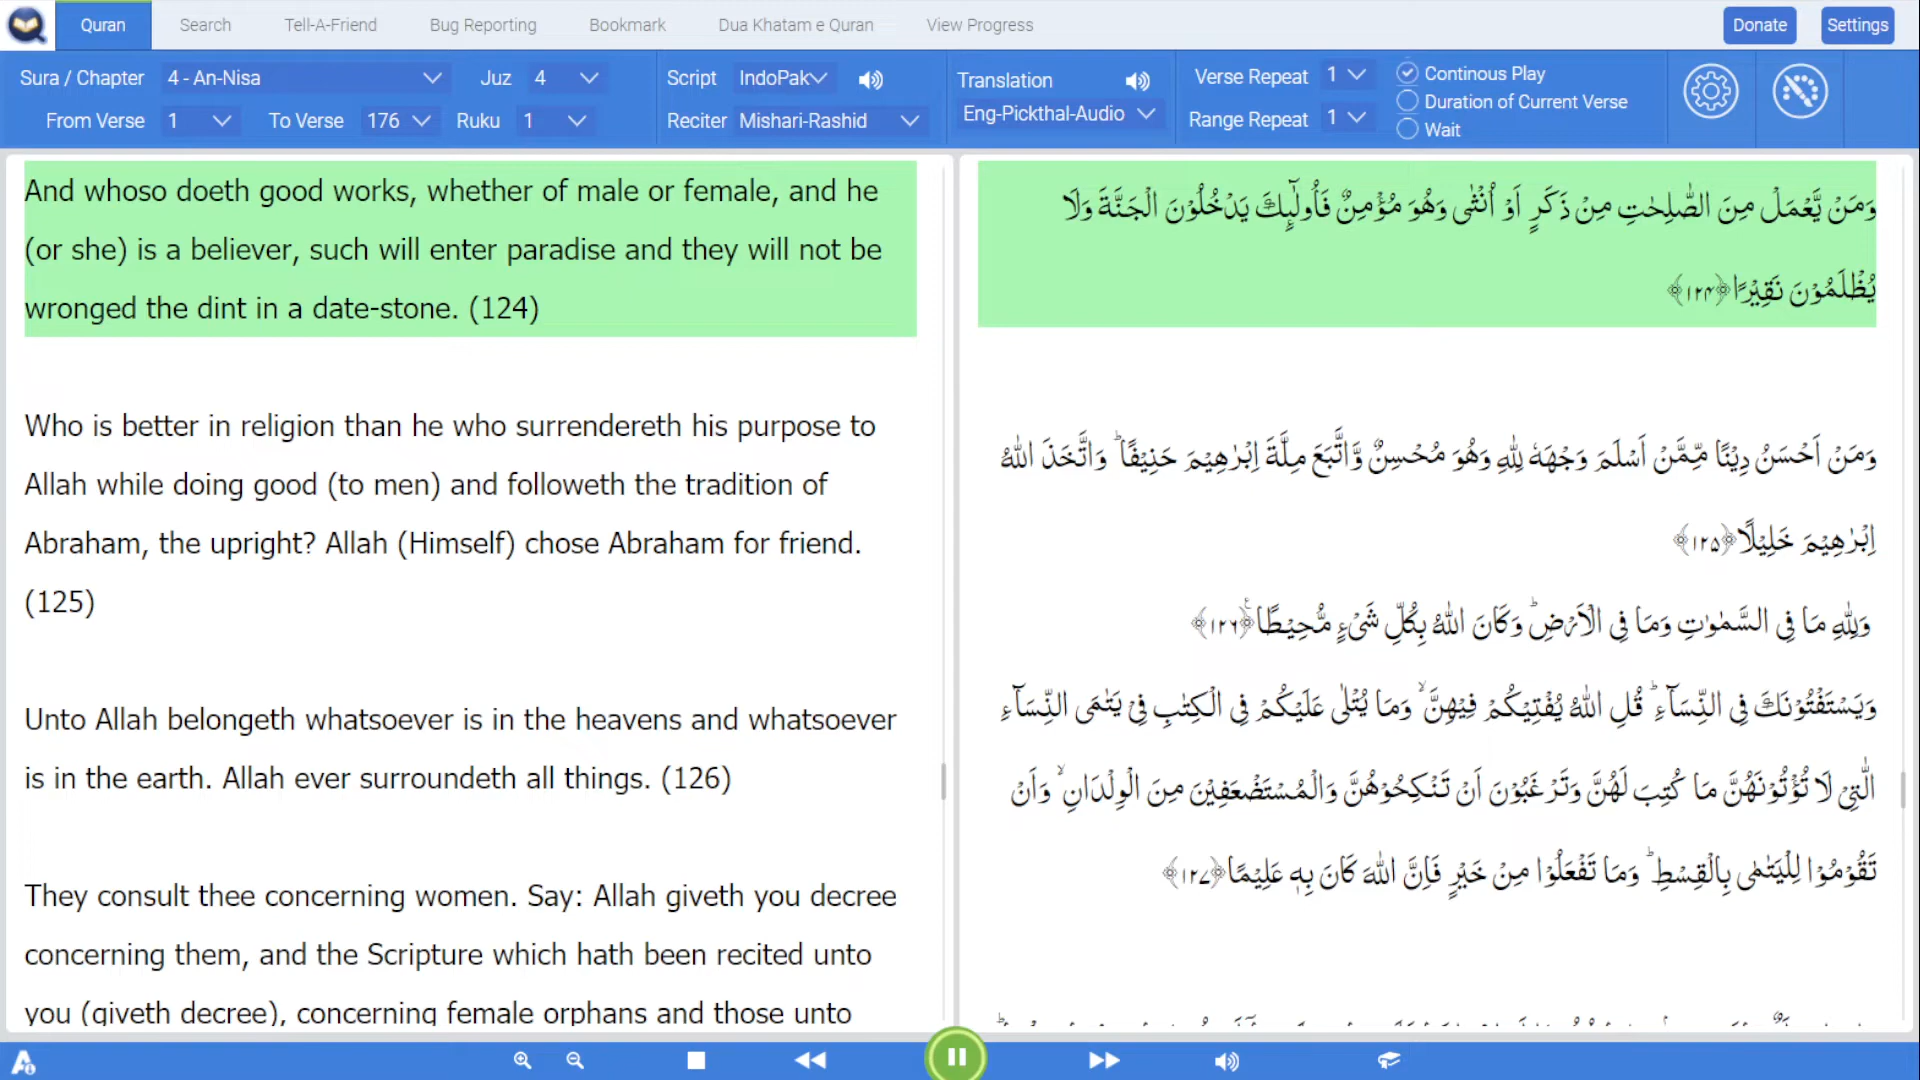 Quran
Search
Tell-A-Friend
Bug Reporting
Bookmark
Dua Khatam e Quran
View Progress
Donate
Settings
Sura / Chapter 4 - An-Nisa
Juz 4
From Verse 1
To Verse 176
Ruku 1
Script IndoPak
Reciter Mishari-Rashid
Translation
Eng-Pickthal-Audio
Verse Repeat 1
Range Repeat 1
Continous Play
Duration of Current Verse
Wait
And whoso doeth good works, whether of male or female, and he
(or she) is a believer, such will enter paradise and they will not be
wronged the dint in a date-stone. (124)
Who is better in religion than he who surrendereth his purpose to
Allah while doing good (to men) and followeth the tradition of
Abraham, the upright? Allah (Himself) chose Abraham for friend.
(125)
Unto Allah belongeth whatsoever is in the heavens and whatsoever
is in the earth. Allah ever surroundeth all things. (126)
They consult thee concerning women. Say: Allah giveth you decree
concerning them, and the Scripture which hath been recited unto
you (giveth decree), concerning female orphans and those unto
وَمَنْ يَّعْمَلْ مِنَ الصّٰلِحٰتِ مِنْ ذَكَرٍ اَوْ اُنْثٰى وَهُوَ مُؤْمِنٌ فَاُولٰٓئِكَ يَدْخُلُوْنَ الْجَنَّةَ وَلَا
يُظْلَمُوْنَ نَقِيْرًا﴿۱۲۴﴾
وَمَنْ اَحْسَنُ دِيْنًا مِّمَّنْ اَسْلَمَ وَجْهَهٗ لِلّٰهِ وَهُوَ مُحْسِنٌ وَّاتَّبَعَ مِلَّةَ اِبْرٰهِيْمَ حَنِيْفًا ؕ وَاتَّخَذَ اللّٰهُ
اِبْرٰهِيْمَ خَلِيْلًا﴿۱۲۵﴾
وَلِلّٰهِ مَا فِى السَّمٰوٰتِ وَمَا فِى الْاَرْضِ ؕ وَكَانَ اللّٰهُ بِكُلِّ شَىْءٍ مُّحِيْطًا﴿۱۲۶﴾
وَيَسْتَفْتُوْنَكَ فِى النِّسَآءِ ؕ قُلِ اللّٰهُ يُفْتِيْكُمْ فِيْهِنَّ ۙ وَمَا يُتْلٰى عَلَيْكُمْ فِى الْكِتٰبِ فِىْ يَتٰمَى النِّسَآءِ
الّٰتِىْ لَا تُؤْتُوْنَهُنَّ مَا كُتِبَ لَهُنَّ وَتَرْغَبُوْنَ اَنْ تَنْكِحُوْهُنَّ وَالْمُسْتَضْعَفِيْنَ مِنَ الْوِلْدَانِ ۙ وَاَنْ
تَقُوْمُوْا لِلْيَتٰمٰى بِالْقِسْطِ ؕ وَمَا تَفْعَلُوْا مِنْ خَيْرٍ فَاِنَّ اللّٰهَ كَانَ بِهٖ عَلِيْمًا﴿۱۲۷﴾